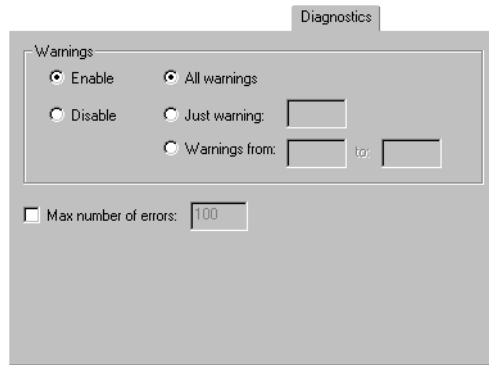 Diagnostics
Warnings
Enable All warnings
Disable Just warning:
Warnings from: to:
Max number of errors: 100